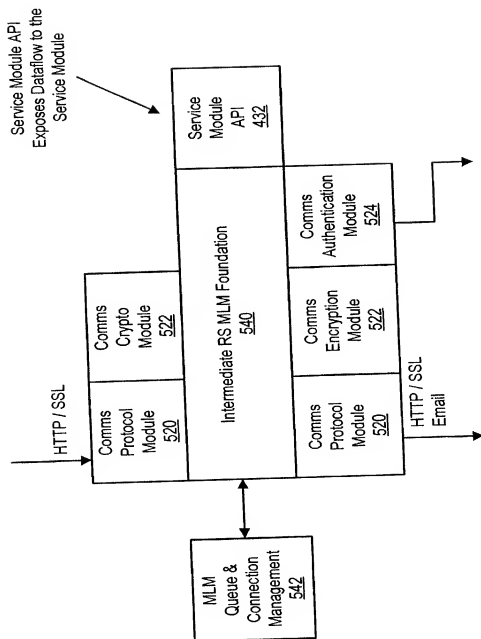 Service Module API
Exposes Dataflow to the
Service Module
HTTP / SSL
Comms
Protocol
Module
520
Comms
Crypto
Module
522
Service
Module
API
432
Intermediate RS MLM Foundation
540
MLM
Queue &
Connection
Management
542
Comms
Protocol
Module
520
Comms
Encryption
Module
522
Comms
Authentication
Module
524
HTTP / SSL
Email